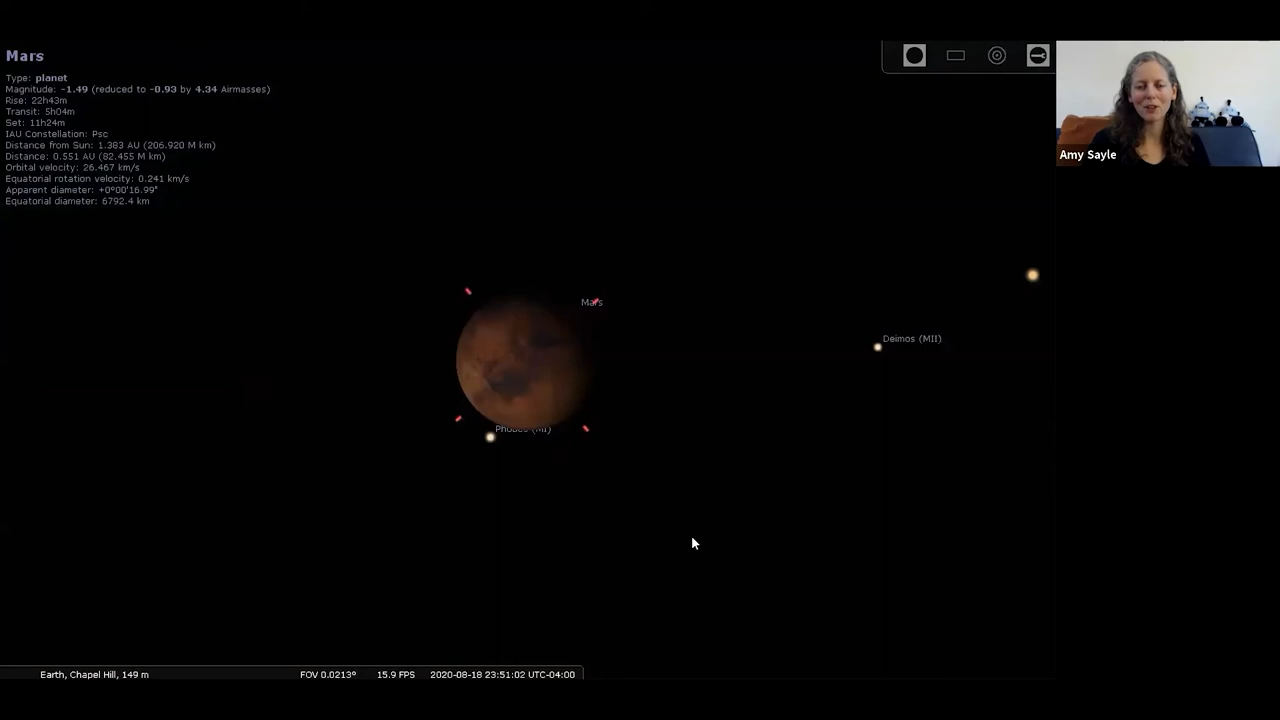 Mars
Type: planet
Magnitude: -1.49 (reduced to -0.93 by 4.34 Airmasses)
Rise: 22h43m
Transit: 5h04m
Set: 11h24m
IAU Constellation: Psc
Distance from Sun: 1.383 AU (206.920 M km)
Distance: 0.551 AU (82.455 M km)
Orbital velocity: 26.467 km/s
Equatorial rotation velocity: 0.241 km/s
Apparent diameter: +0°00'16.99"
Equatorial diameter: 6792.4 km
Amy Sayle
Mars
Deimos (MII)
Phobos (MI)
Earth, Chapel Hill, 149 m FOV 0.0213° 15.9 FPS 2020-08-18 23:51:02 UTC-04:00